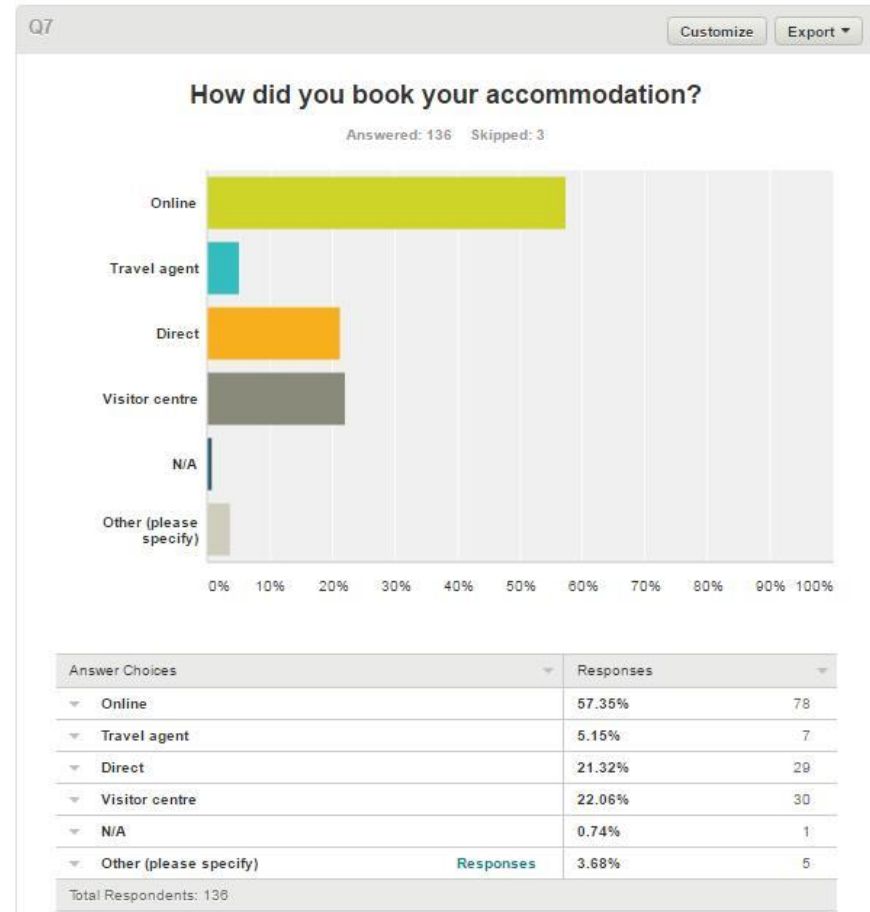 Q7
Customize Export
How did you book your accommodation?
Answered: 136 Skipped: 3
Online
Travel agent
Direct
Visitor centre
N/A
Other (please
specify)
0% 10% 20% 30% 40% 50% 60% 70% 80% 90% 100%
Answer Choices Responses
Online 57.35% 78
Travel agent 5.15% 7
Direct 21.32% 29
Visitor centre 22.06% 30
N/A 0.74% 1
Other (please specify) Responses 3.68% 5
Total Respondents: 136